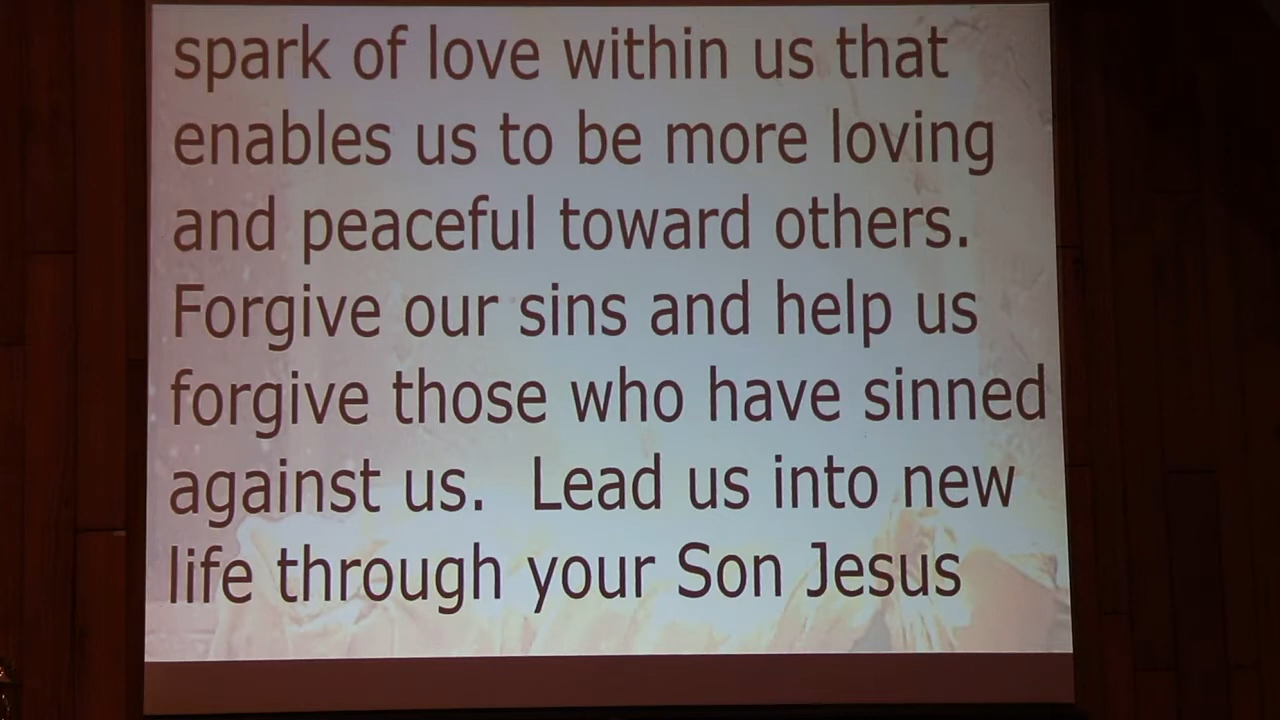 spark of love within us that
enables us to be more loving
and peaceful toward others.
Forgive our sins and help us
forgive those who have sinned
against us.  Lead us into new
life through your Son Jesus